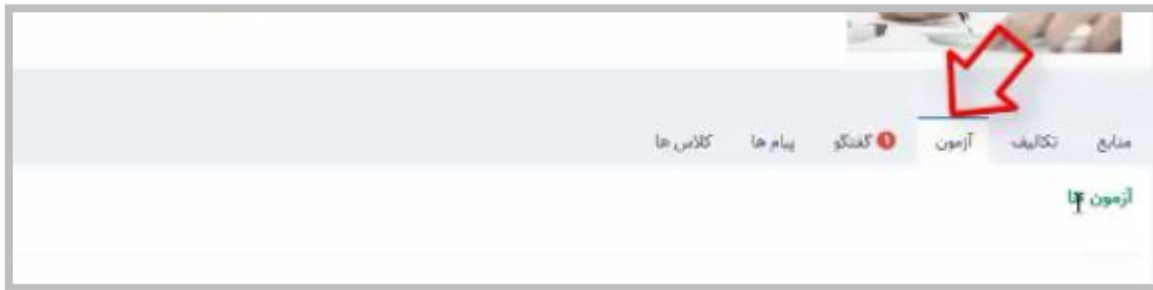 منابع تکالیف آزمون گفتگو پیام ها کلاس ها
آزمون ها